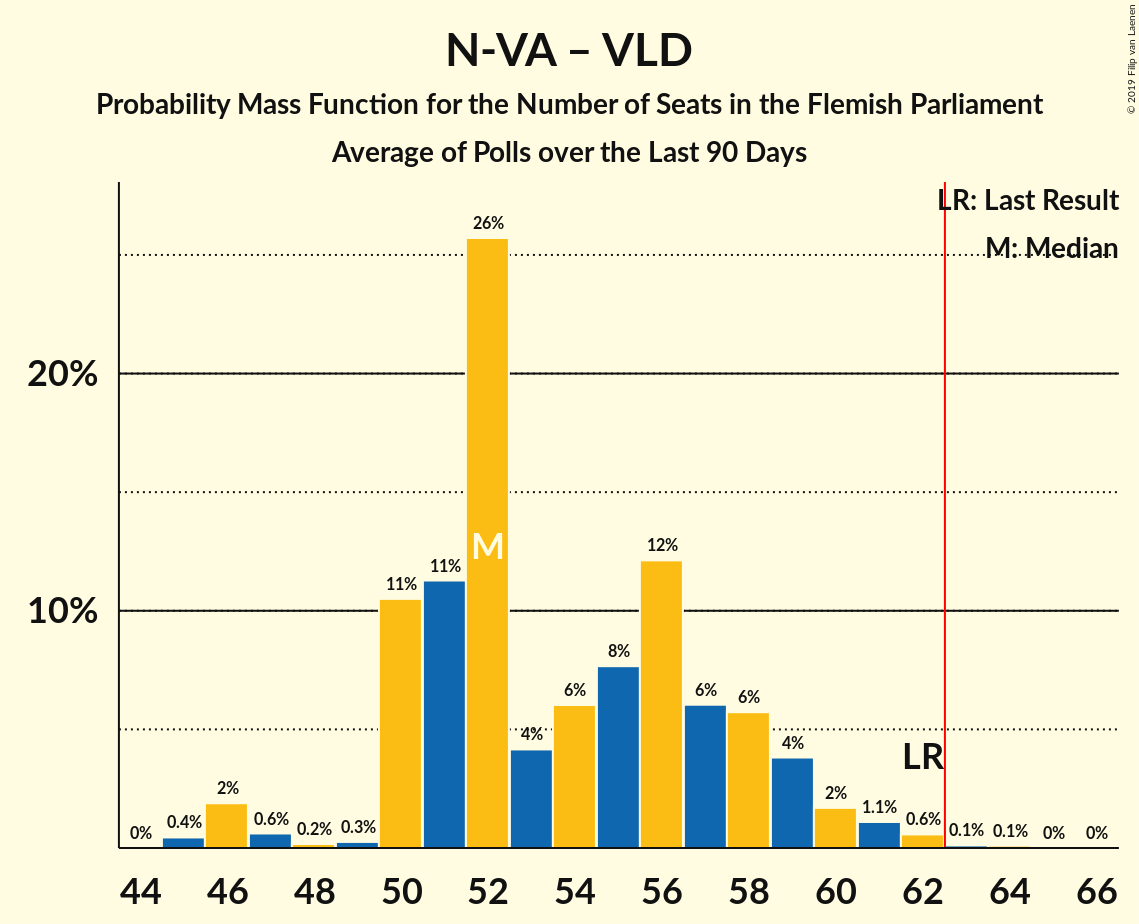 N-VA – VLD
Probability Mass Function for the Number of Seats in the Flemish Parliament
Average of Polls over the Last 90 Days
© 2019 Filip van Laenen
LR: Last Result
M: Median
20%
10%
0%
0.4%
2%
0.6%
0.2%
0.3%
11%
11%
26%
4%
6%
8%
12%
6%
6%
4%
2%
1.1%
0.6%
0.1%
0.1%
0%
0%
M
LR
44 46 48 50 52 54 56 58 60 62 64 66